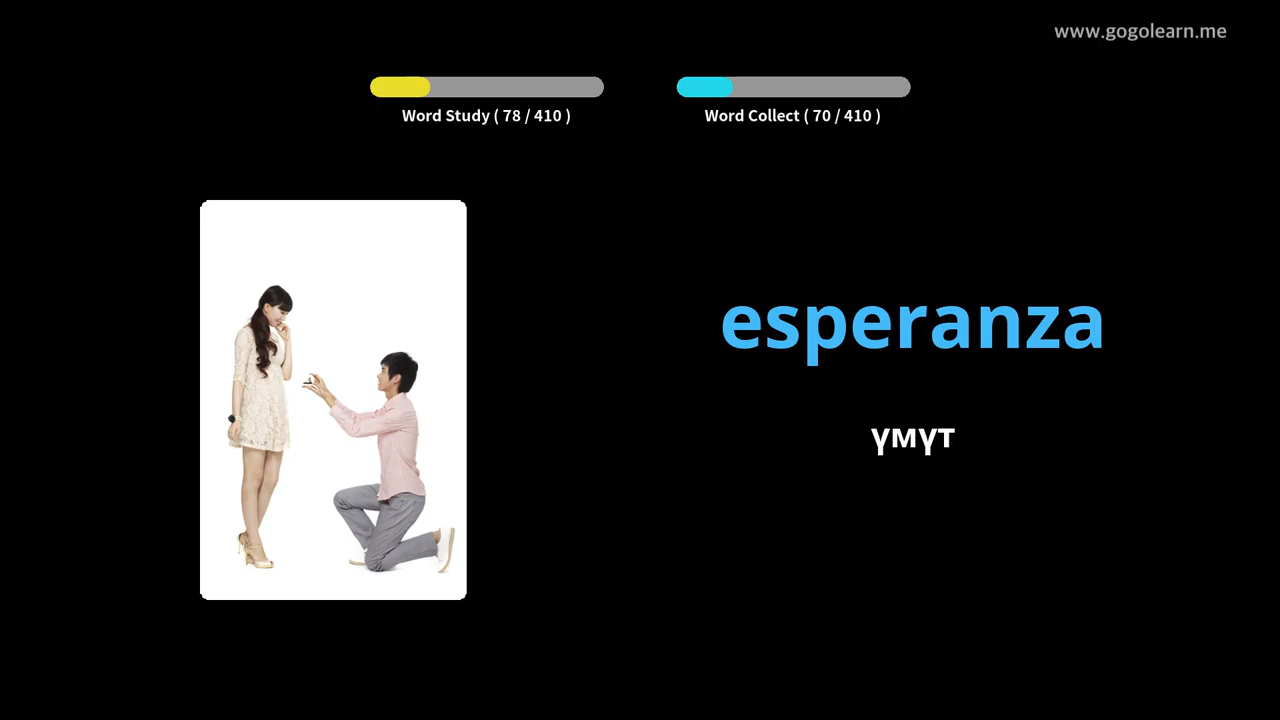 www.gogolearn.me
Word Study ( 78 / 410 )
Word Collect ( 70 / 410 )
esperanza
үмүт